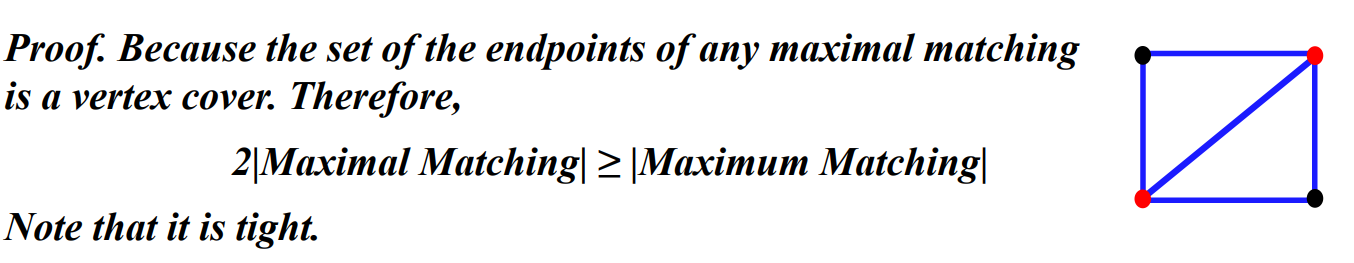 Proof. Because the set of the endpoints of any maximal matching
is a vertex cover. Therefore,
2|Maximal Matching| ≥ |Maximum Matching|
Note that it is tight.